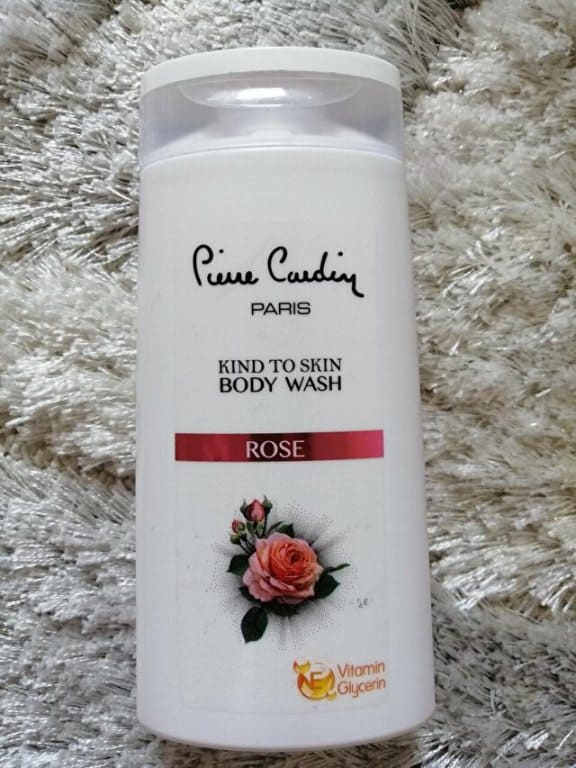 Pierre Cardin
PARIS
KIND TO SKIN
BODY WASH
ROSE
E Vitamin
Glycerin